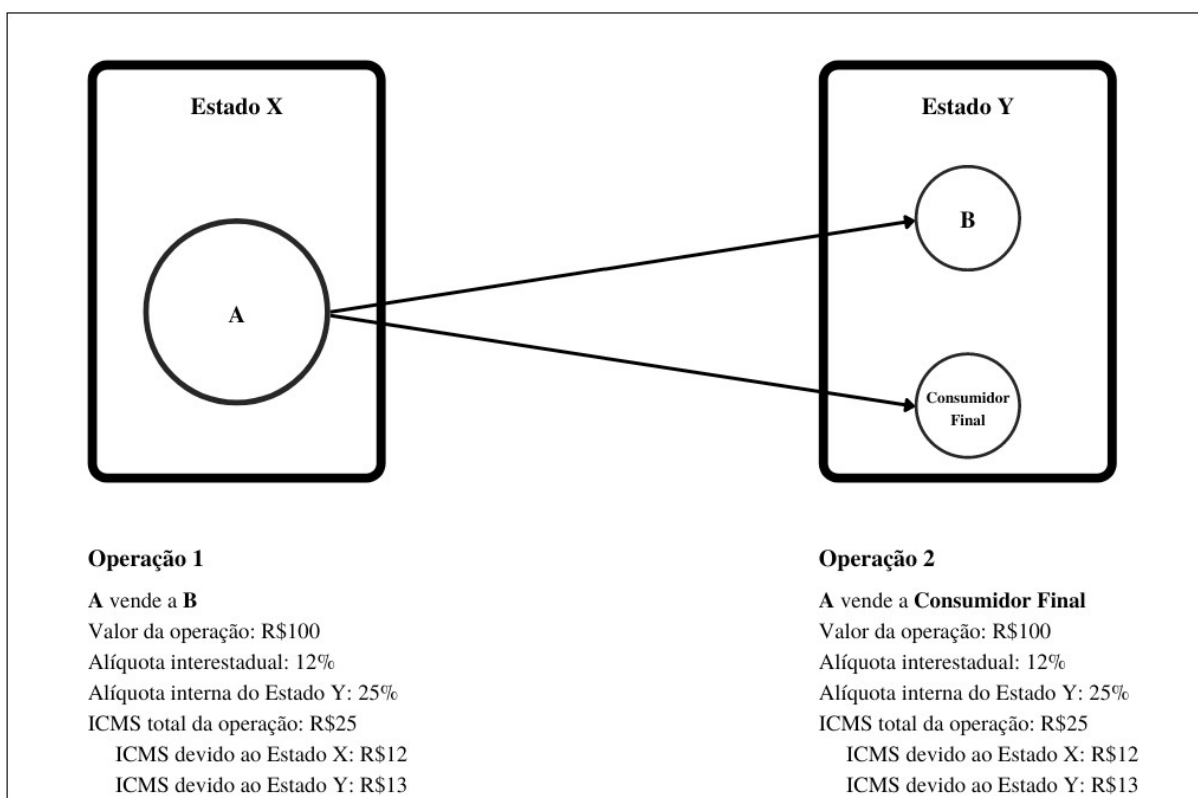 Estado X
A
Estado Y
B
Consumidor
Final
Operação 1
A vende a B
Valor da operação: R$100
Alíquota interestadual: 12%
Alíquota interna do Estado Y: 25%
ICMS total da operação: R$25
ICMS devido ao Estado X: R$12
ICMS devido ao Estado Y: R$13
Operação 2
A vende a Consumidor Final
Valor da operação: R$100
Alíquota interestadual: 12%
Alíquota interna do Estado Y: 25%
ICMS total da operação: R$25
ICMS devido ao Estado X: R$12
ICMS devido ao Estado Y: R$13